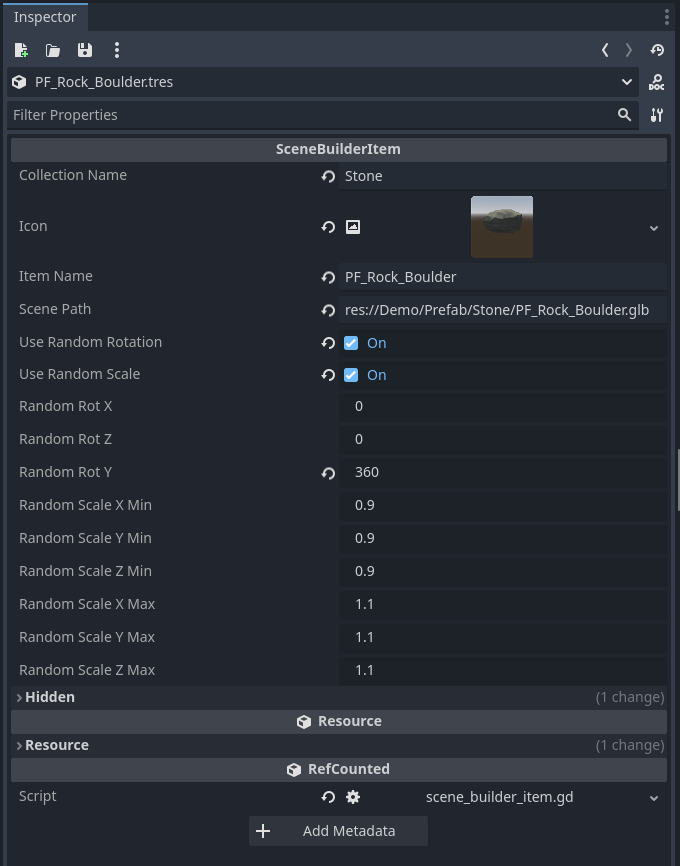 Inspector
PF_Rock_Boulder.tres
DOC
Filter Properties
SceneBuilderItem
Collection Name Stone
Icon
Item Name PF_Rock_Boulder
Scene Path res://Demo/Prefab/Stone/PF_Rock_Boulder.glb
Use Random Rotation On
Use Random Scale On
Random Rot X 0
Random Rot Z 0
Random Rot Y 360
Random Scale X Min 0.9
Random Scale Y Min 0.9
Random Scale Z Min 0.9
Random Scale X Max 1.1
Random Scale Y Max 1.1
Random Scale Z Max 1.1
Hidden (1 change)
Resource
Resource (1 change)
RefCounted
Script scene_builder_item.gd
Add Metadata